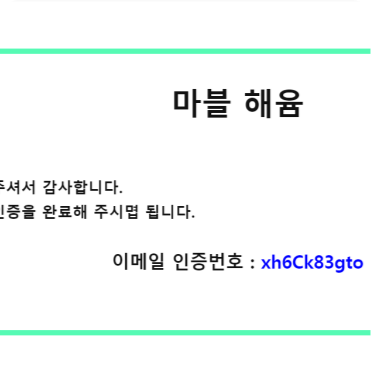 마블 해윰
주셔서 감사합니다.
인증을 완료해 주시멉 됩니다.
이메일 인증번호 : xh6Ck83gto